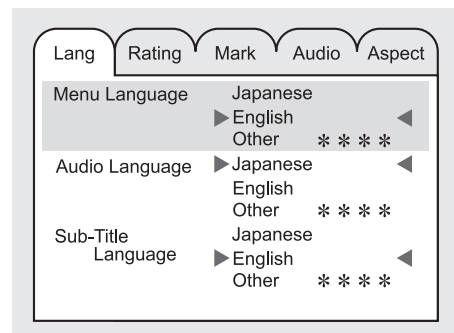 Lang Rating Mark Audio Aspect
Menu Language Japanese
▶English ◀
Other ＊＊＊＊
Audio Language ▶Japanese ◀
English
Other ＊＊＊＊
Sub-Title Japanese
Language ▶English ◀
Other ＊＊＊＊